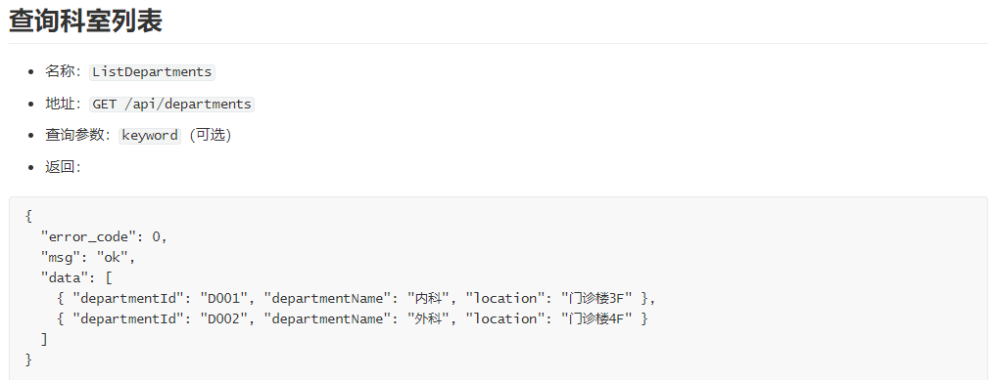 查询科室列表
名称：ListDepartments
地址：GET /api/departments
查询参数：keyword（可选）
返回：
{
  "error_code": 0,
  "msg": "ok",
  "data": [
    { "departmentId": "D001", "departmentName": "内科", "location": "门诊楼3F" },
    { "departmentId": "D002", "departmentName": "外科", "location": "门诊楼4F" }
  ]
}